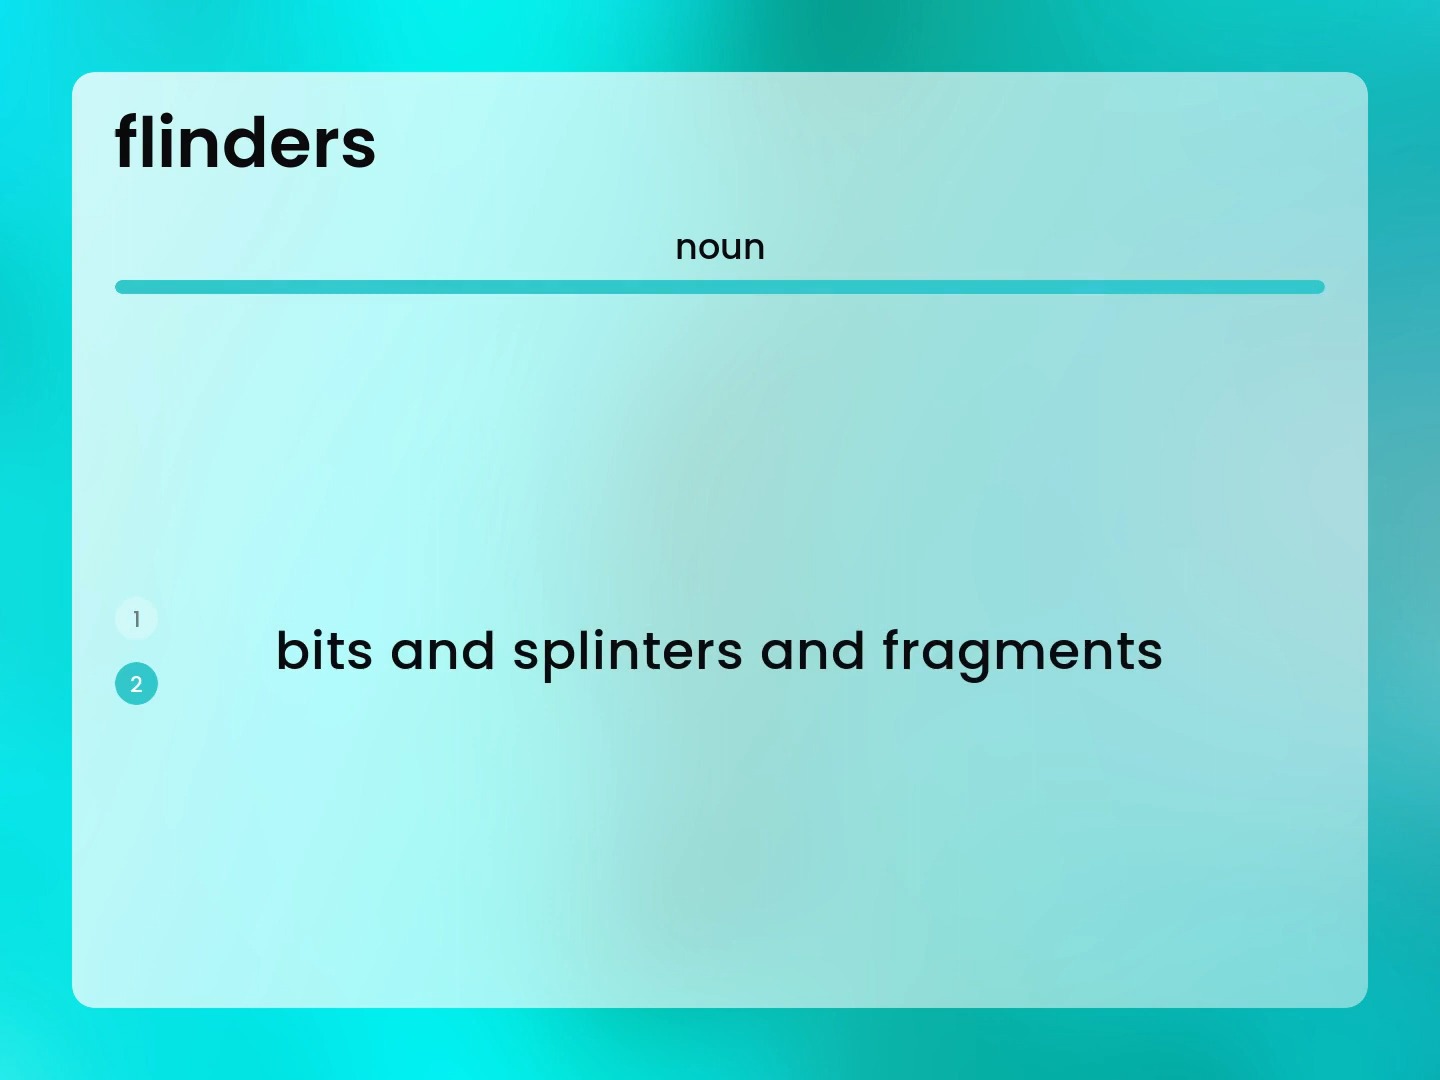 flinders
noun
1
2
bits and splinters and fragments